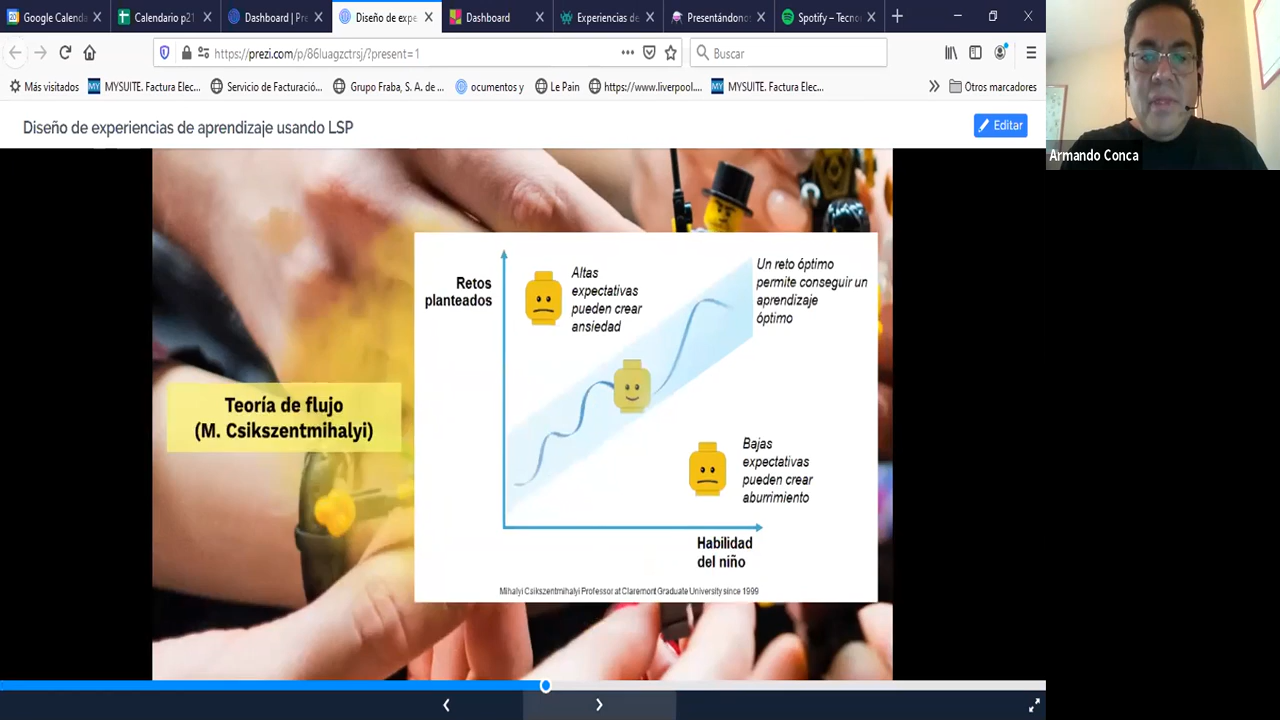 Google Calenda
Calendario p21
Dashboard | Pre
Diseño de expe
Dashboard
Experiencias de
Presentándono
Spotify – Tecno
https://prezi.com/p/86luagzctrsj/?present=1
Buscar
Más visitados
MYSUITE. Factura Elec...
Servicio de Facturació...
Grupo Fraba, S. A. de ...
ocumentos y
Le Pain
https://www.liverpool....
MYSUITE. Factura Elec...
Otros marcadores
Diseño de experiencias de aprendizaje usando LSP
Editar
Armando Conca
Teoría de flujo
(M. Csikszentmihalyi)
Retos
planteados
Altas
expectativas
pueden crear
ansiedad
Un reto óptimo
permite conseguir un
aprendizaje
óptimo
Bajas
expectativas
pueden crear
aburrimiento
Habilidad
del niño
Mihalyi Csikszentmihalyi Professor at Claremont Graduate University since 1999